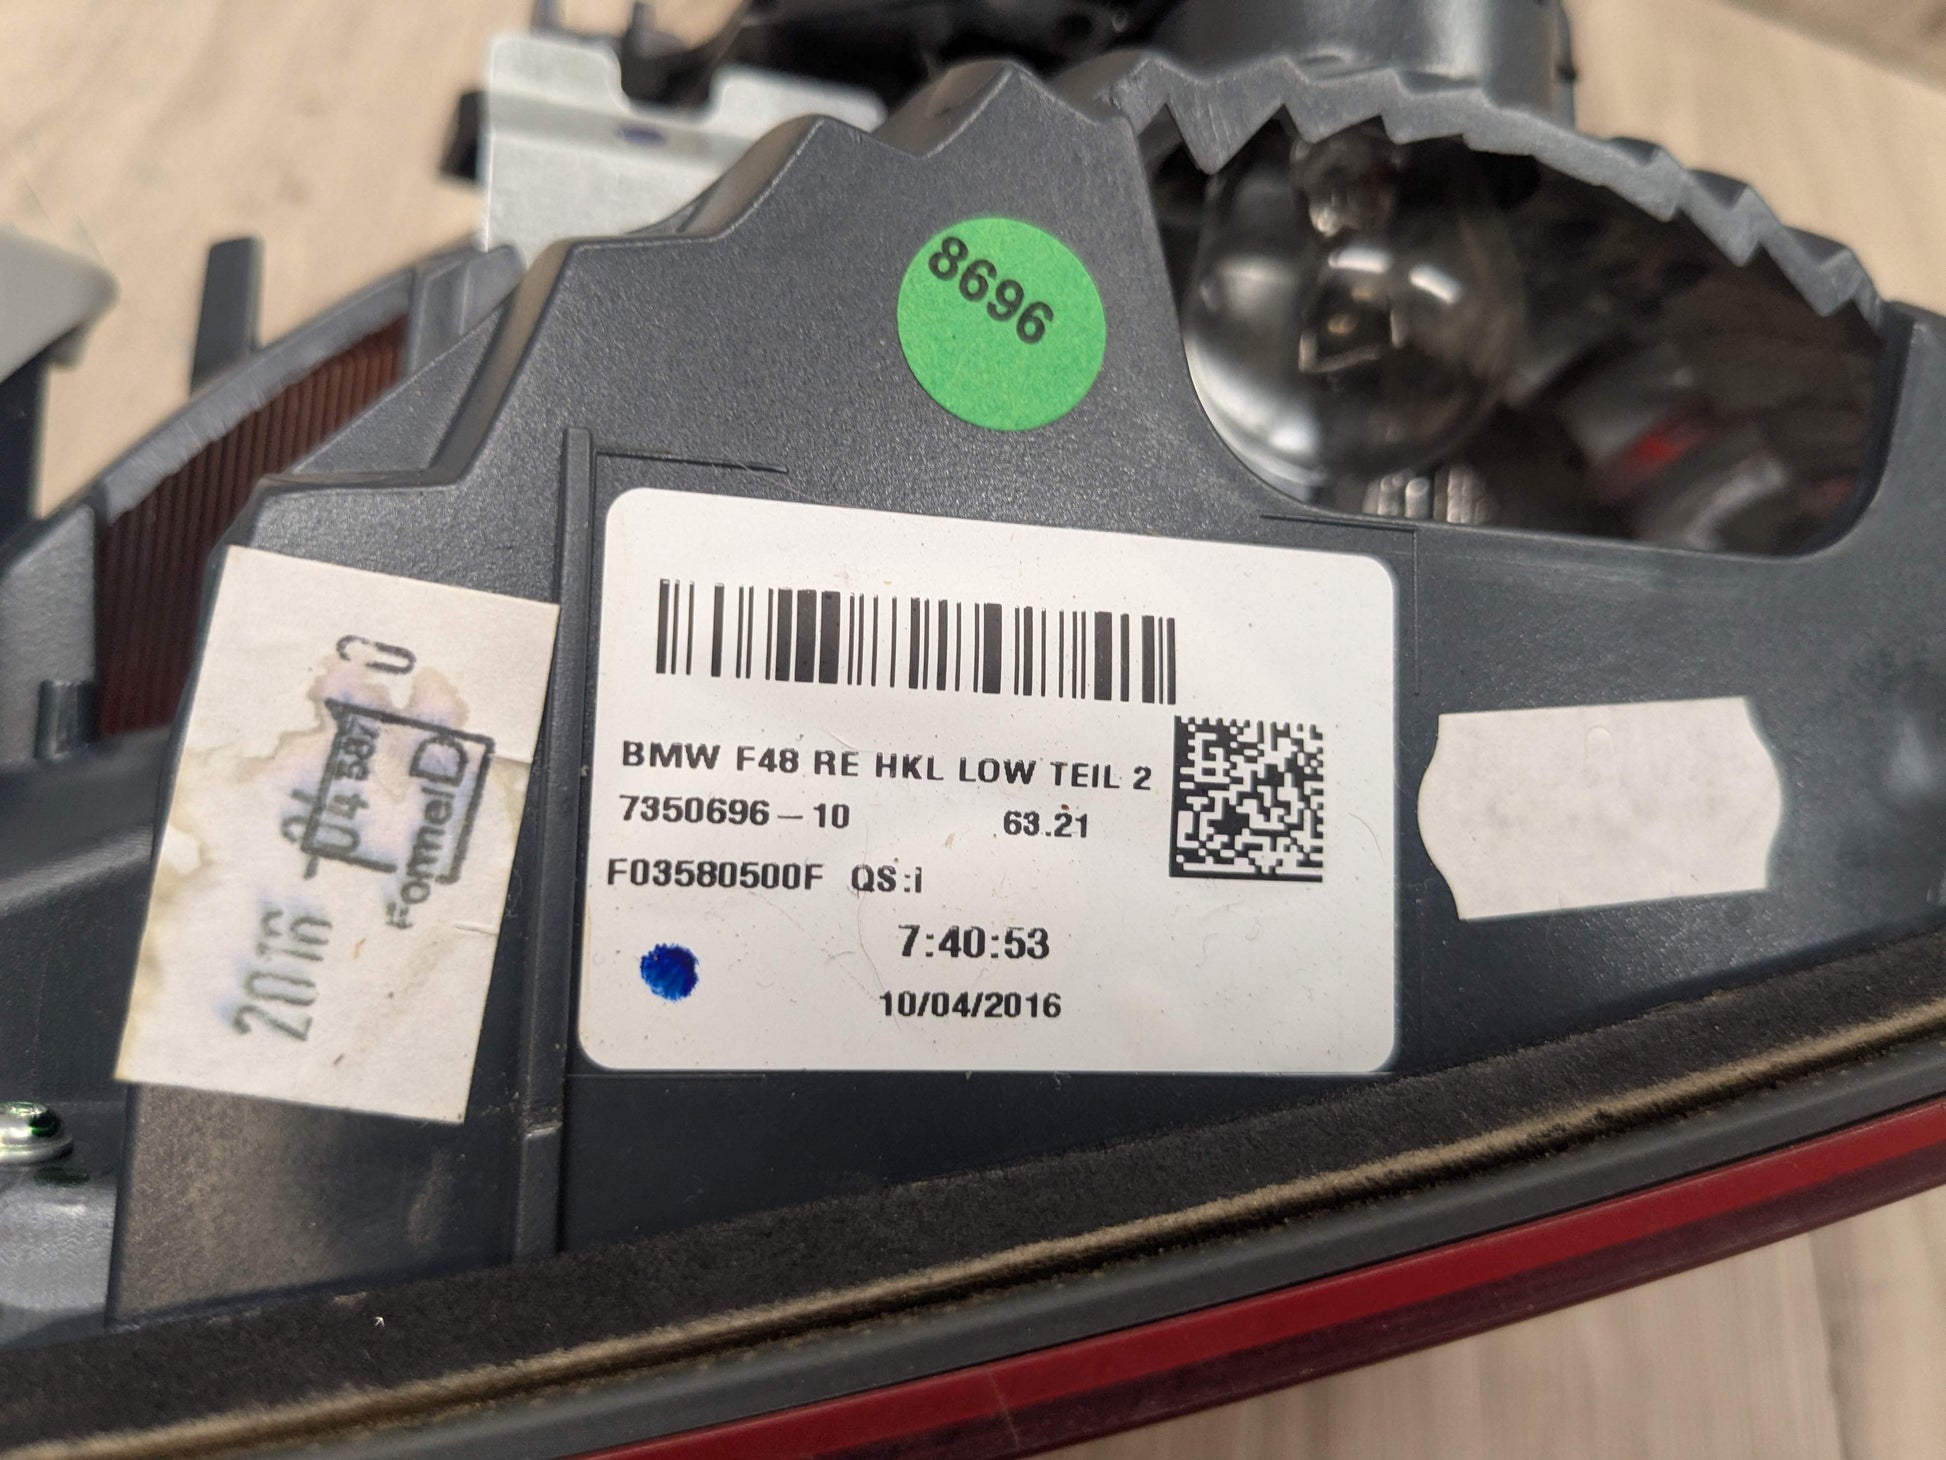 8696
BMW F48 RE HKL LOW TEIL 2
7350696-10 63.21
F03580500F QS:i
7:40:53
10/04/2016
2016
FormelD